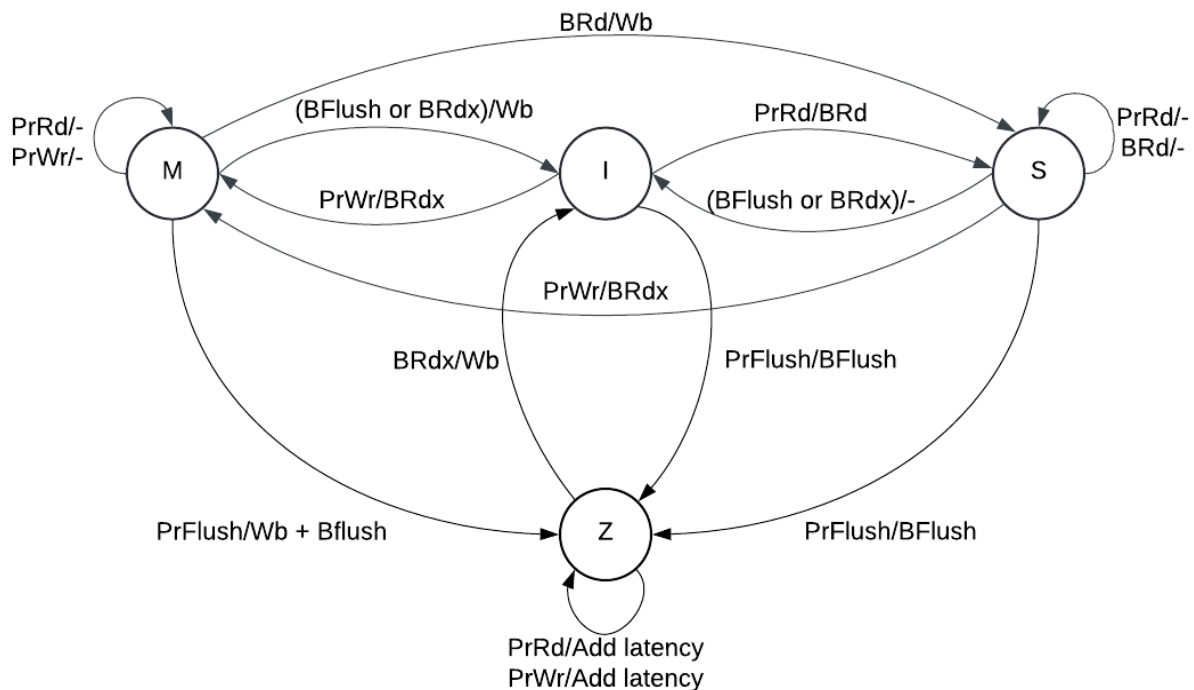 BRd/Wb
(BFlush or BRdx)/Wb
PrRd/BRd
PrRd/-
PrWr/-
PrRd/-
BRd/-
M
I
S
PrWr/BRdx
(BFlush or BRdx)/-
PrWr/BRdx
BRdx/Wb
PrFlush/BFlush
PrFlush/Wb + Bflush
Z
PrFlush/BFlush
PrRd/Add latency
PrWr/Add latency